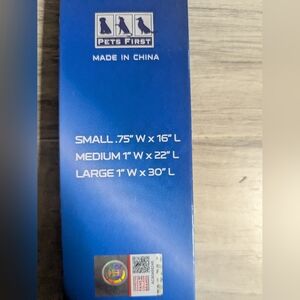 PETS FIRST
MADE IN CHINA
SMALL .75" W x 16" L
MEDIUM 1" W x 22" L
LARGE 1" W x 30" L